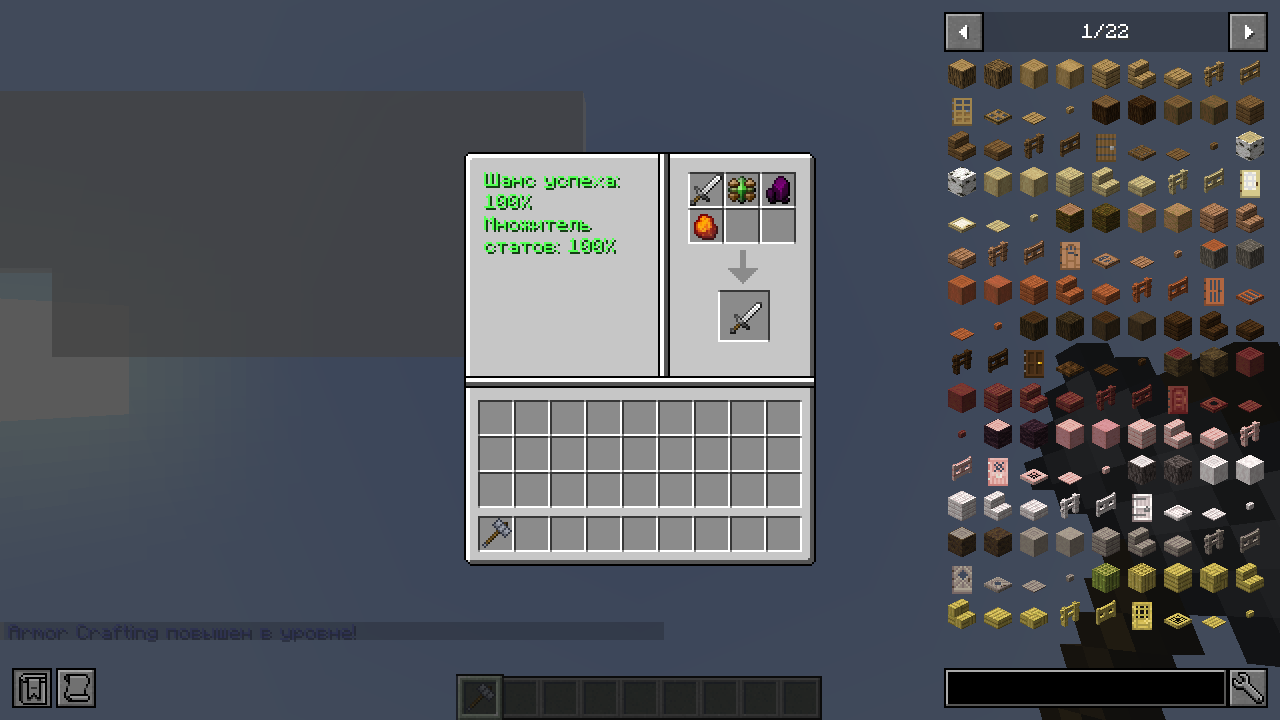 1/22
Шанс успеха:
100%
Множитель
статов: 100%
Armor Crafting повышен в уровне!